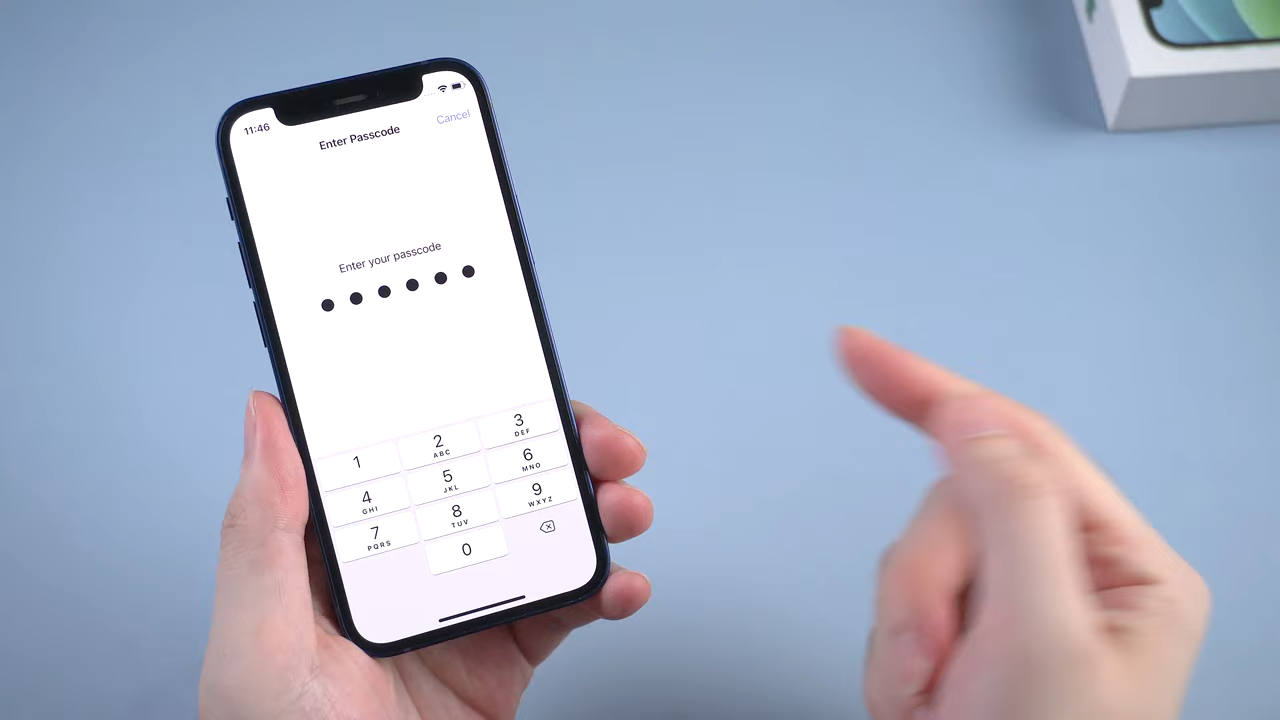 11:46
Cancel
Enter Passcode
Enter your passcode
1
2
ABC
3
DEF
4
GHI
5
JKL
6
MNO
7
PQRS
8
TUV
9
WXYZ
0